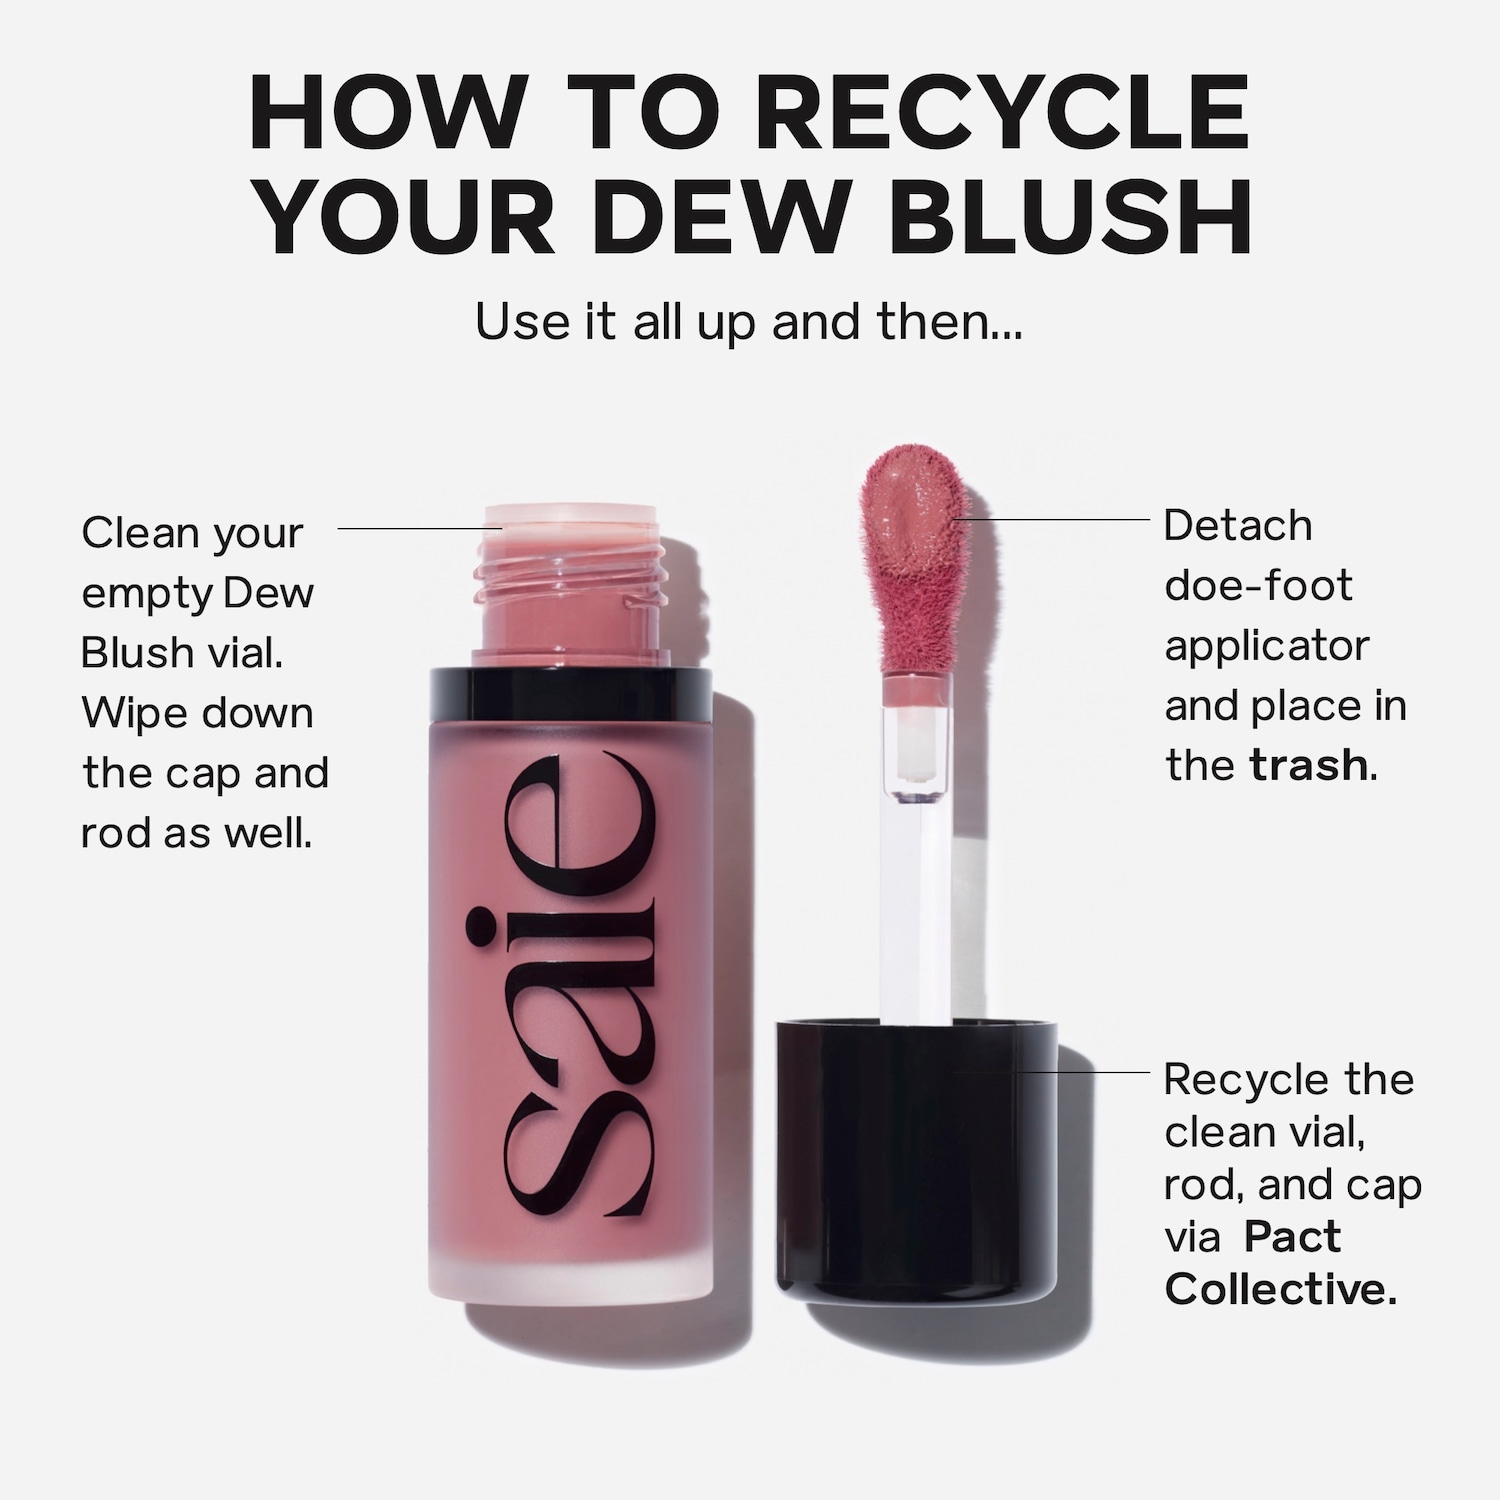 HOW TO RECYCLE
YOUR DEW BLUSH
Use it all up and then...
Clean your
empty Dew
Blush vial.
Wipe down
the cap and
rod as well.
saie
Detach
doe-foot
applicator
and place in
the trash.
Recycle the
clean vial,
rod, and cap
via Pact
Collective.